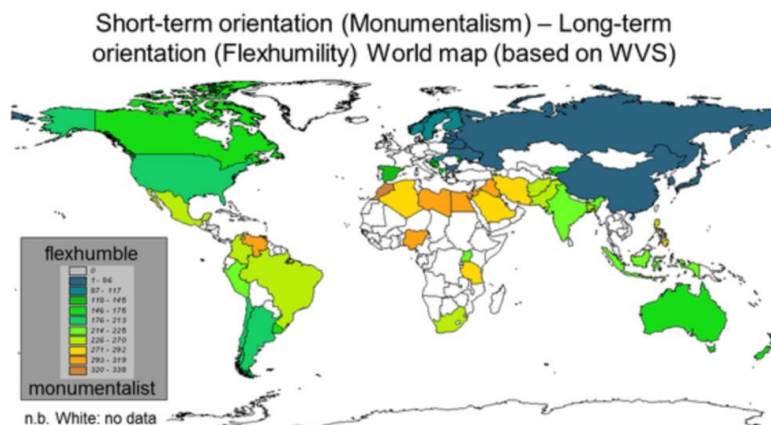 Short-term orientation (Monumentalism) – Long-term
orientation (Flexhumility) World map (based on WVS)
flexhumble
0
1 - 86
87 - 117
118 - 145
146 - 175
176 - 213
214 - 225
226 - 270
271 - 292
293 - 319
320 - 338
monumentalist
n.b. White: no data